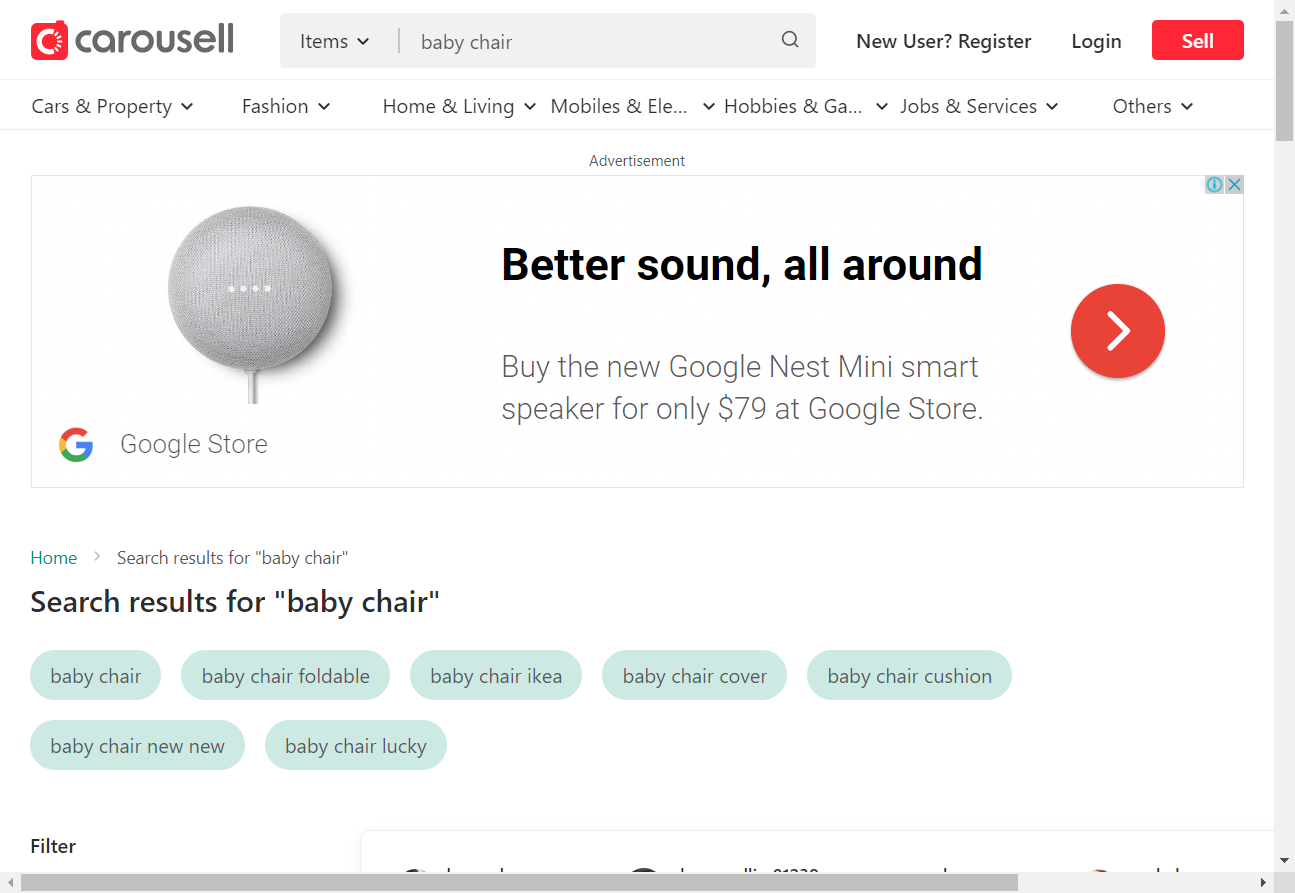 carousell
Items
baby chair
New User? Register
Login
Sell
Cars & Property
Fashion
Home & Living
Mobiles & Ele...
Hobbies & Ga...
Jobs & Services
Others
Advertisement
Better sound, all around
Buy the new Google Nest Mini smart
speaker for only $79 at Google Store.
Google Store
Home
Search results for "baby chair"
Search results for "baby chair"
baby chair
baby chair foldable
baby chair ikea
baby chair cover
baby chair cushion
baby chair new new
baby chair lucky
Filter